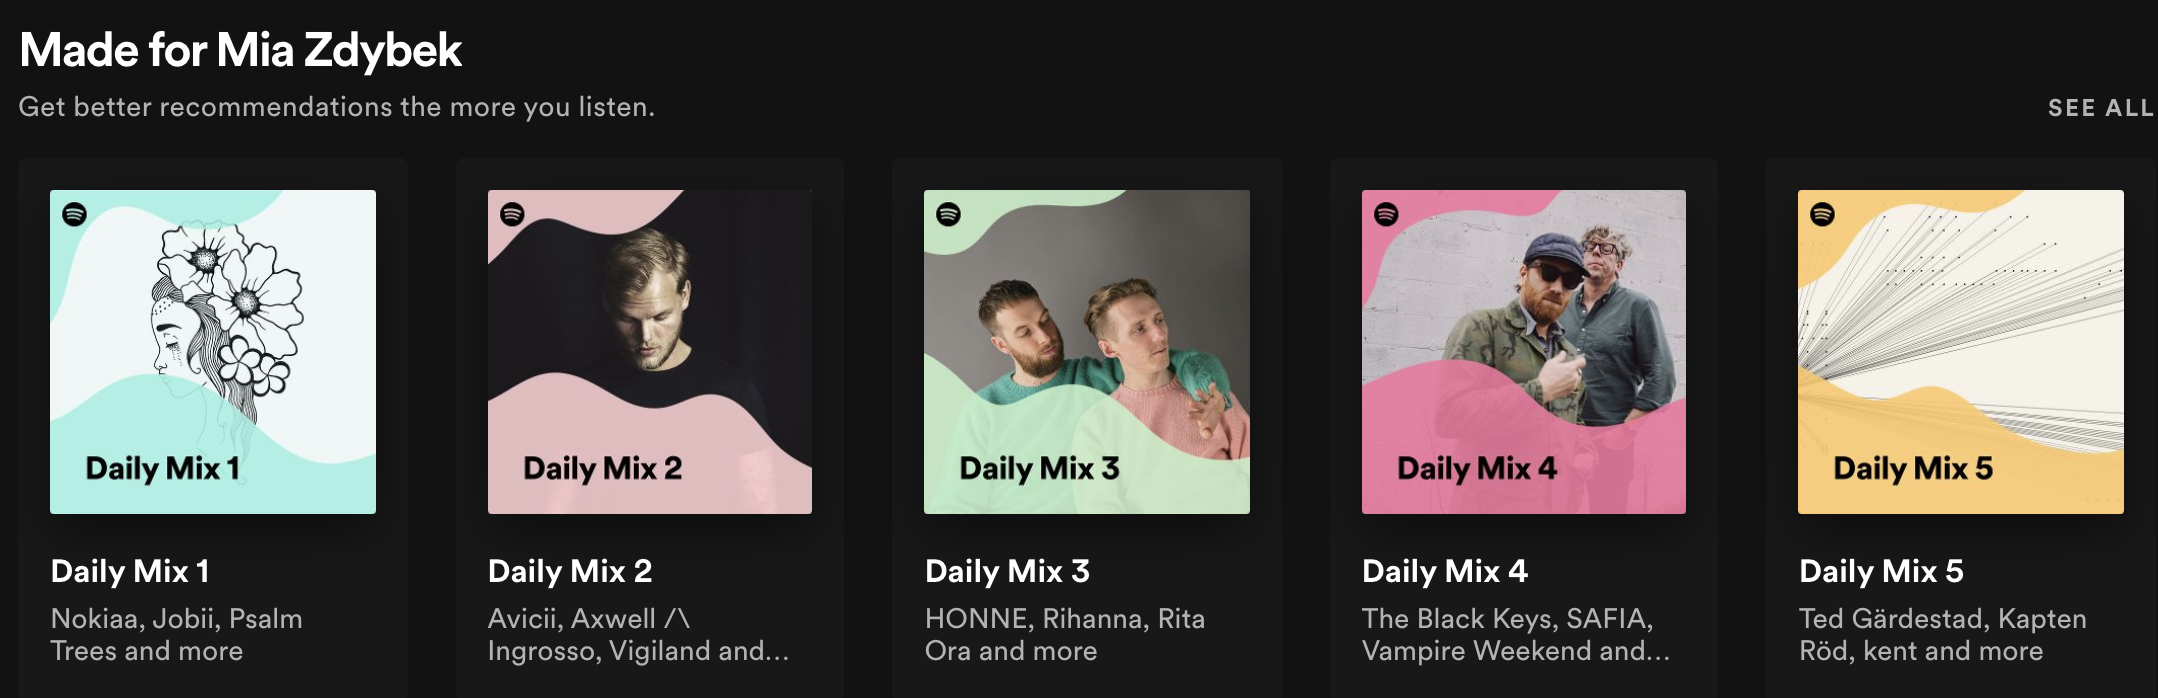 Made for Mia Zdybek
Get better recommendations the more you listen.
SEE ALL
Daily Mix 1
Daily Mix 2
Daily Mix 3
Daily Mix 4
Daily Mix 5
Daily Mix 1
Nokiaa, Jobii, Psalm
Trees and more
Daily Mix 2
Avicii, Axwell /\
Ingrosso, Vigiland and...
Daily Mix 3
HONNE, Rihanna, Rita
Ora and more
Daily Mix 4
The Black Keys, SAFIA,
Vampire Weekend and...
Daily Mix 5
Ted Gärdestad, Kapten
Röd, kent and more